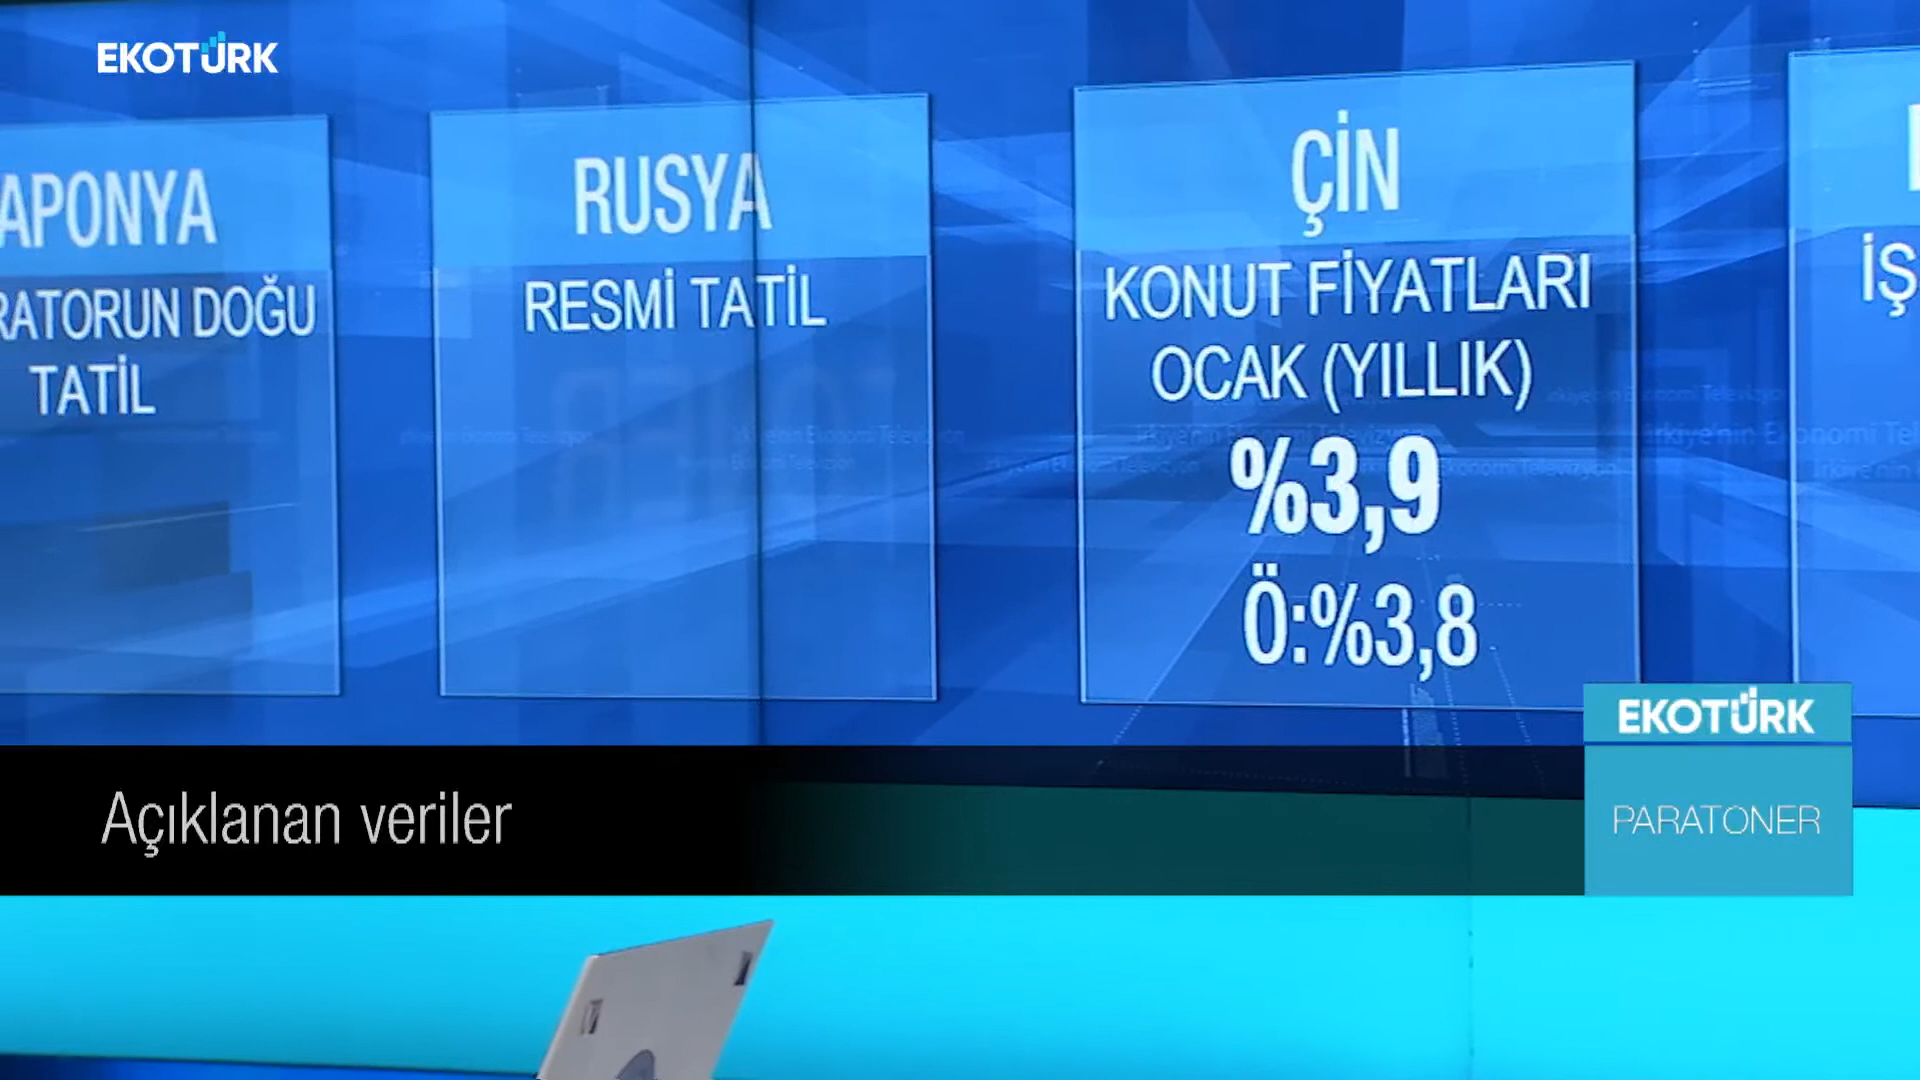 EKOTÜRK
APONYA
RATORUN DOĞU
TATİL
RUSYA
RESMİ TATİL
ÇİN
KONUT FİYATLARI
OCAK (YILLIK)
%3,9
Ö:%3,8
İŞ
EKOTÜRK
PARATONER
Açıklanan veriler